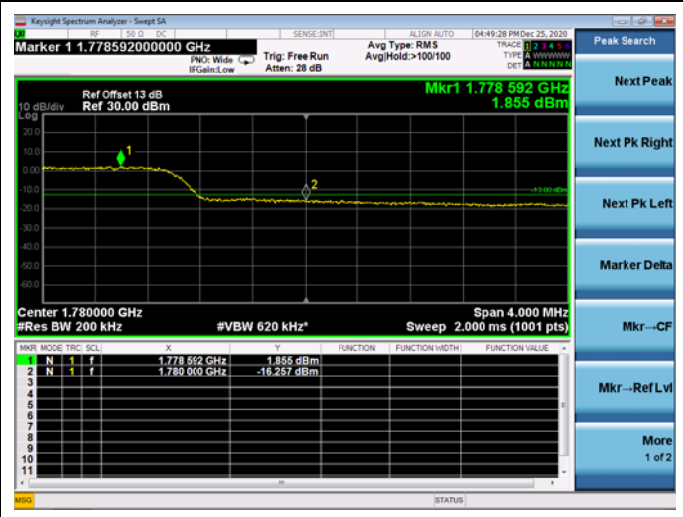 Keysight Spectrum Analyzer - Swept SA
RF 50 Ω DC SENSE:INT ALIGN AUTO 04:49:28 PM Dec 25, 2020
Marker 1 1.778592000000 GHz
PNO: Wide Trig: Free Run Avg Type: RMS TRACE 1 2 3 4 5 6
IFGain:Low Atten: 28 dB Avg|Hold:>100/100 TYPE A WWWWW
DET A N N N N N
Peak Search
Next Peak
Next Pk Right
Next Pk Left
Marker Delta
Mkr→CF
Mkr→Ref Lvl
More
1 of 2
Ref Offset 13 dB Mkr1 1.778 592 GHz
10 dB/div Ref 30.00 dBm 1.855 dBm
Log
20.0
10.0
0.00
-10.0
-20.0
-30.0
-40.0
-50.0
-60.0
1
2
-13.00 dBm
Center 1.780000 GHz Span 4.000 MHz
#Res BW 200 kHz #VBW 620 kHz* Sweep 2.000 ms (1001 pts)
MKR MODE TRC SCL X Y FUNCTION FUNCTION WIDTH FUNCTION VALUE
1 N 1 f 1.778 592 GHz 1.855 dBm
2 N 1 f 1.780 000 GHz -16.257 dBm
3
4
5
6
7
8
9
10
11
MSG STATUS